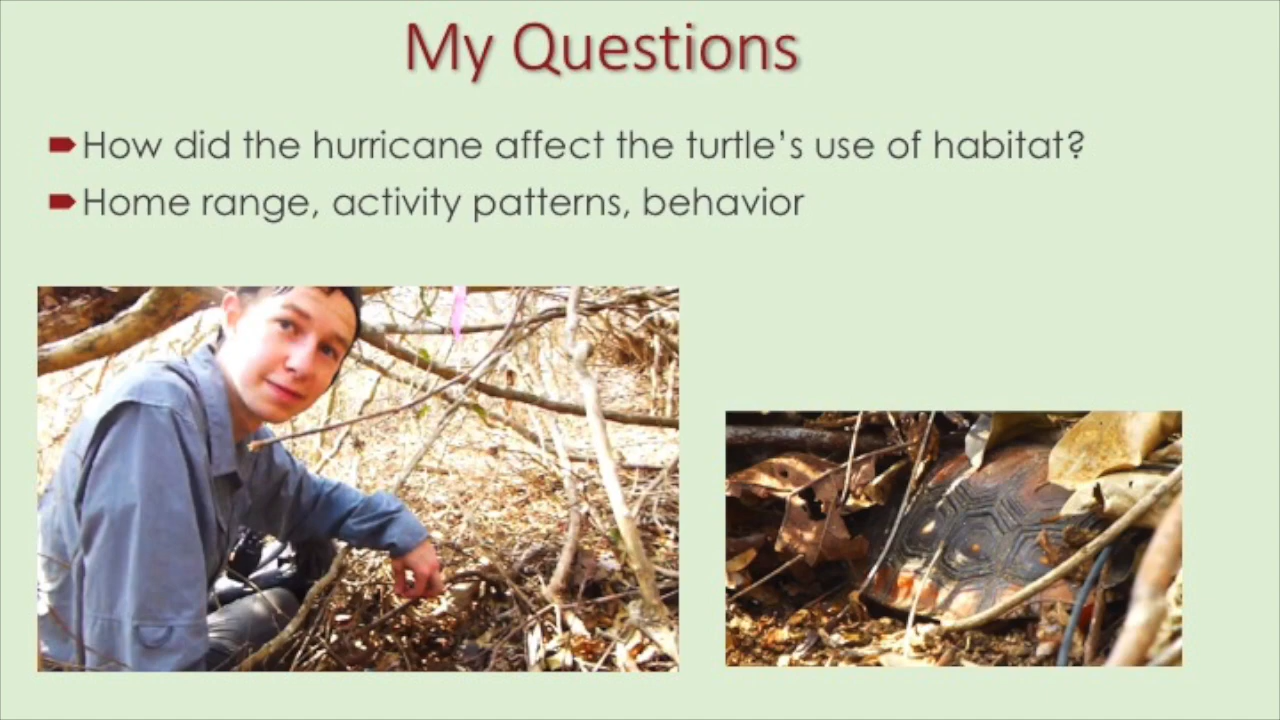 My Questions
How did the hurricane affect the turtle's use of habitat?
Home range, activity patterns, behavior